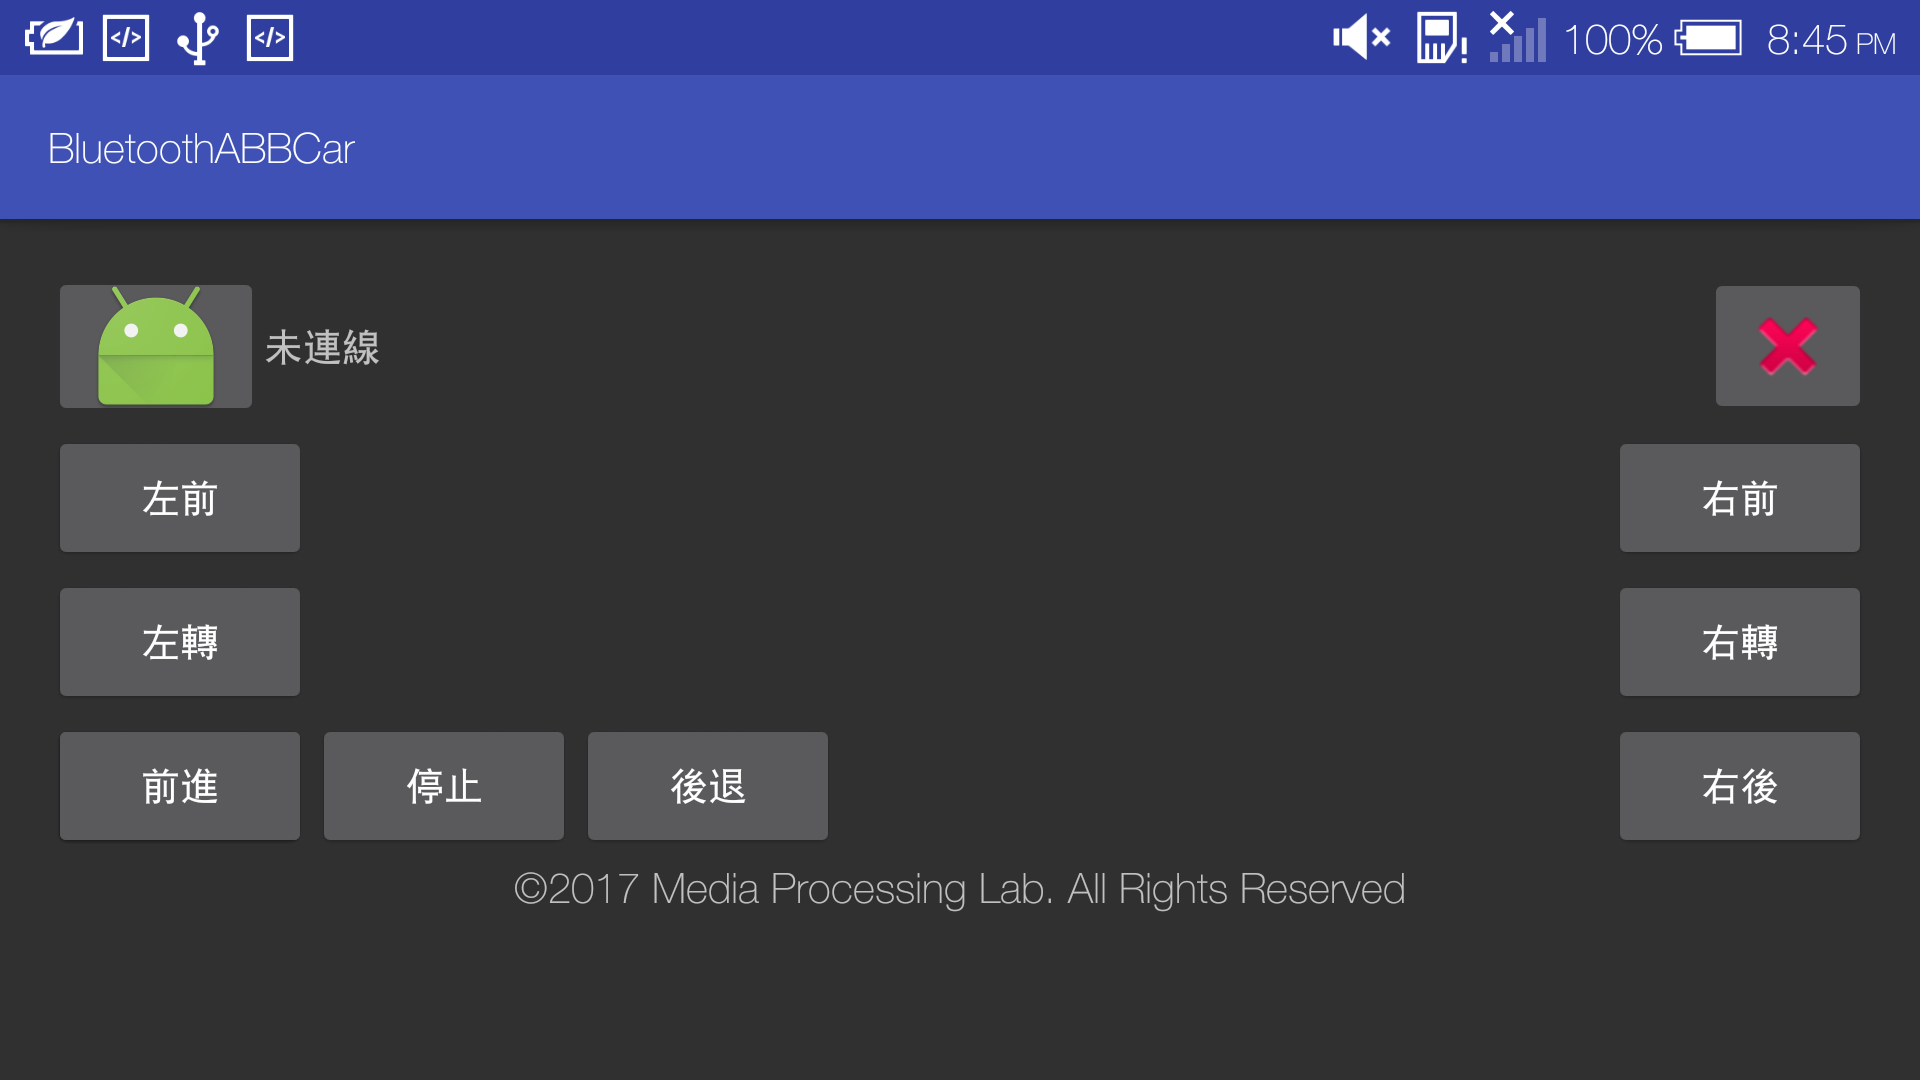 100% 8:45 PM
BluetoothABBCar
未連線
左前 右前
左轉 右轉
前進 停止 後退 右後
©2017 Media Processing Lab. All Rights Reserved